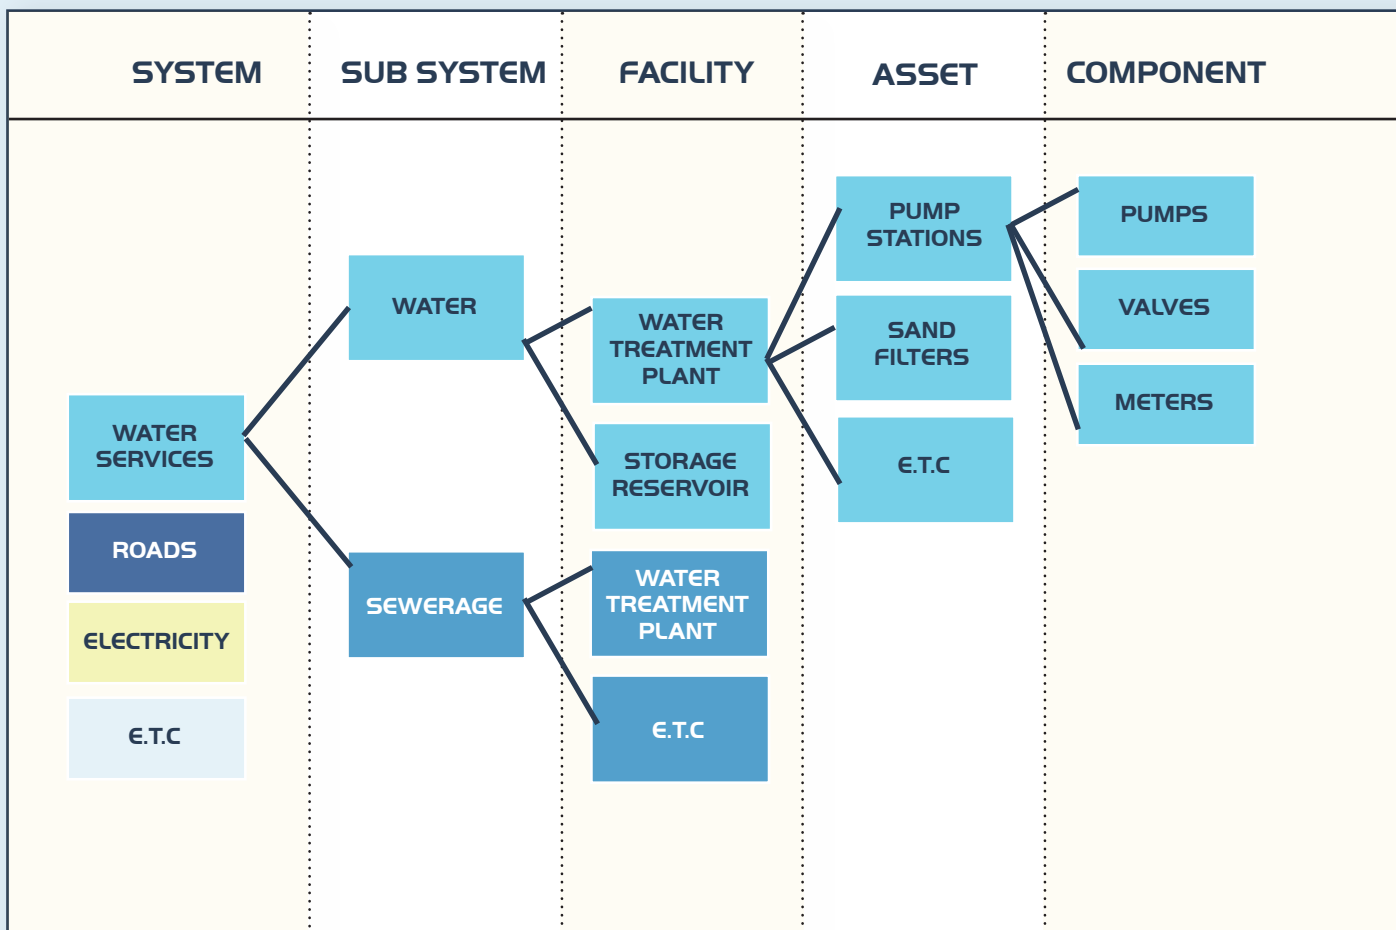 SYSTEM
SUB SYSTEM
FACILITY
ASSET
COMPONENT
WATER
SERVICES
ROADS
ELECTRICITY
E.T.C
WATER
SEWERAGE
WATER
TREATMENT
PLANT
STORAGE
RESERVOIR
WATER
TREATMENT
PLANT
E.T.C
PUMP
STATIONS
SAND
FILTERS
E.T.C
PUMPS
VALVES
METERS